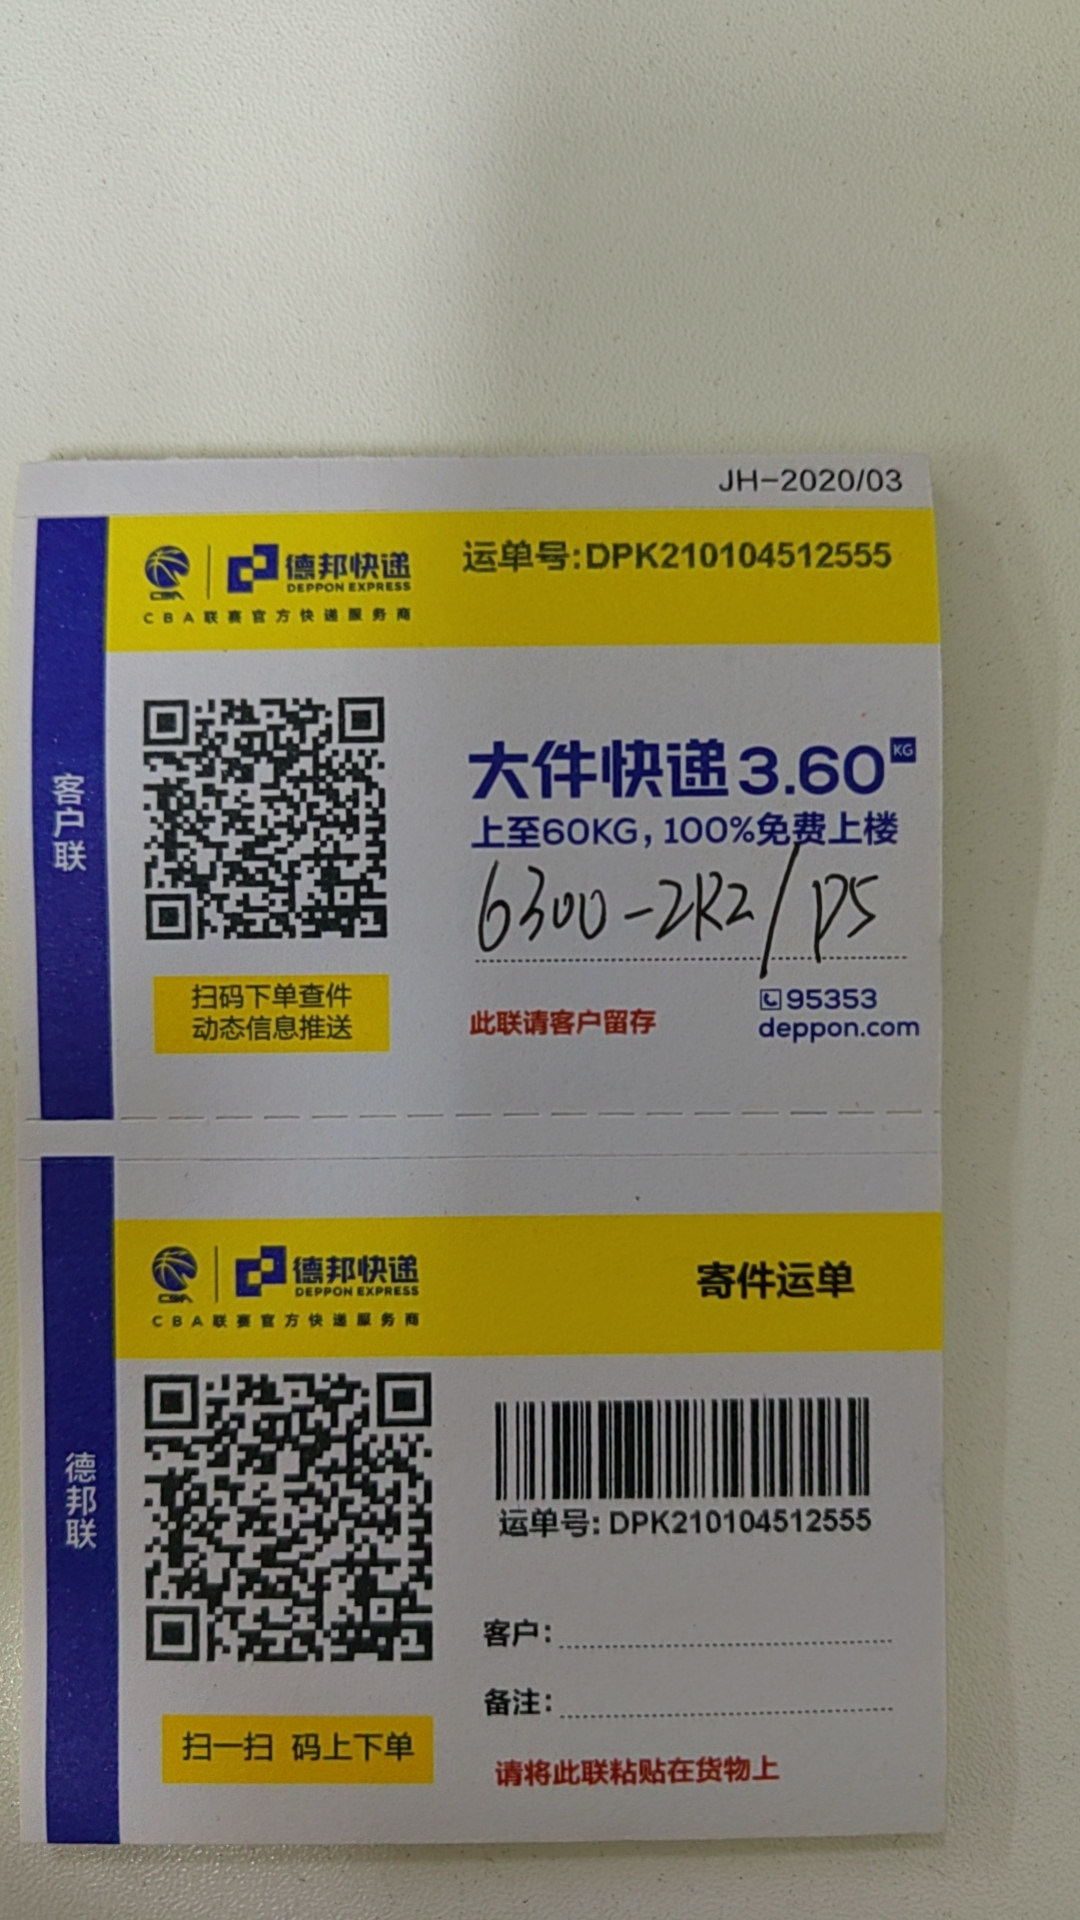 JH-2020/03
德邦快递
DEPPON EXPRESS
CBA
CBA联赛官方快递服务商
运单号:DPK210104512555
客户联
大件快递3.60KG
上至60KG,100%免费上楼
6300-2R2/P5
扫码下单查件
动态信息推送
此联请客户留存
95353
deppon.com
德邦快递
DEPPON EXPRESS
CBA
CBA联赛官方快递服务商
寄件运单
德邦联
运单号: DPK210104512555
客户:
备注:
扫一扫 码上下单
请将此联粘贴在货物上